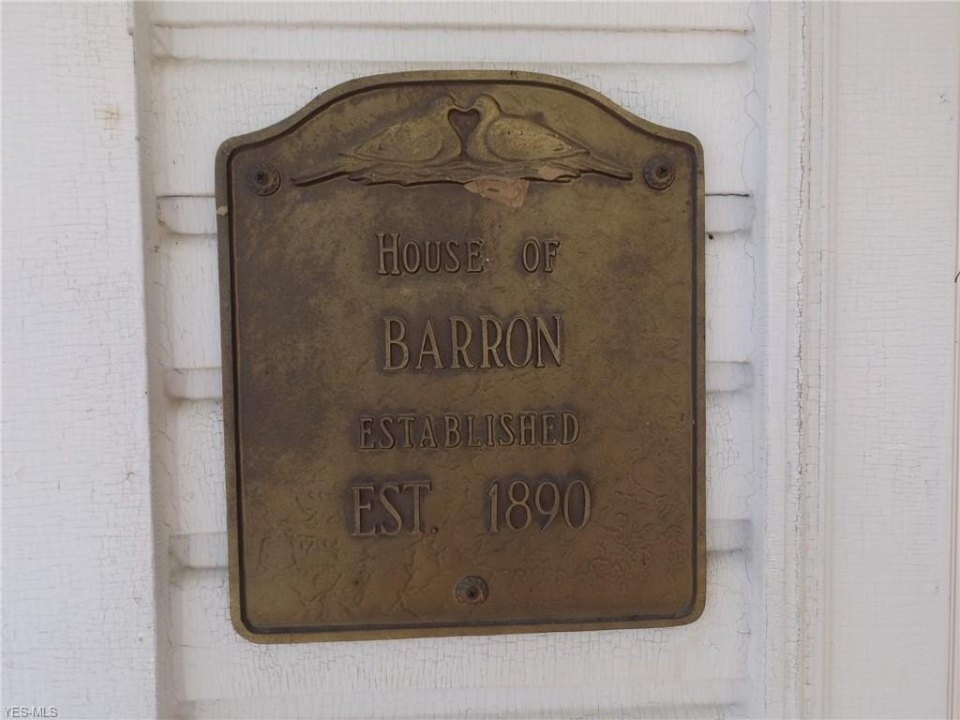 House of
BARRON
ESTABLISHED
EST. 1890
YES-MLS